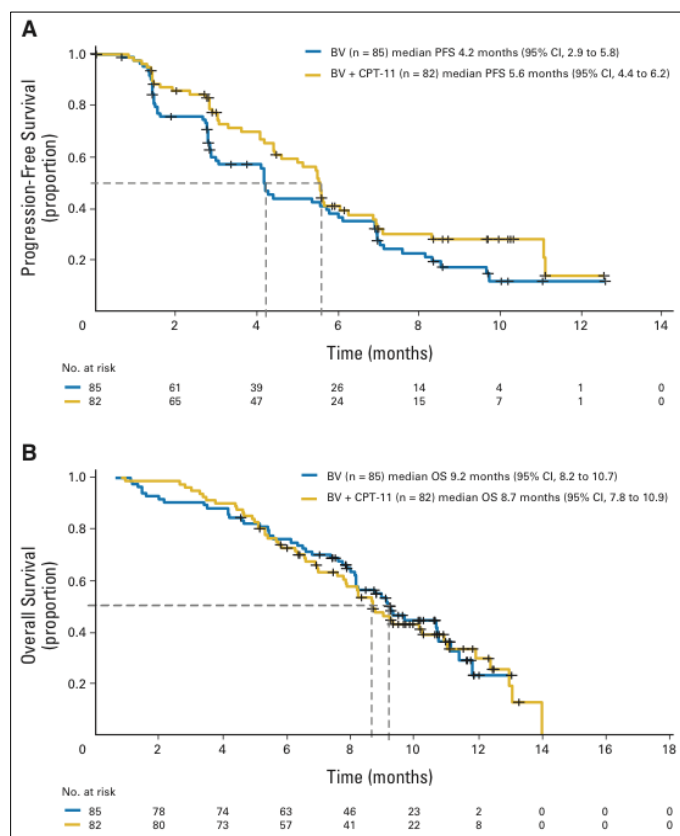 A
BV (n = 85) median PFS 4.2 months (95% CI, 2.9 to 5.8)
BV + CPT-11 (n = 82) median PFS 5.6 months (95% CI, 4.4 to 6.2)
Progression-Free Survival
(proportion)
1.0
0.8
0.6
0.4
0.2
0 2 4 6 8 10 12 14
Time (months)
No. at risk
85 61 39 26 14 4 1 0
82 65 47 24 15 7 1 0
B
BV (n = 85) median OS 9.2 months (95% CI, 8.2 to 10.7)
BV + CPT-11 (n = 82) median OS 8.7 months (95% CI, 7.8 to 10.9)
Overall Survival
(proportion)
1.0
0.8
0.6
0.4
0.2
0 2 4 6 8 10 12 14 16 18
Time (months)
No. at risk
85 78 74 63 46 23 2 0 0 0
82 80 73 57 41 22 8 0 0 0